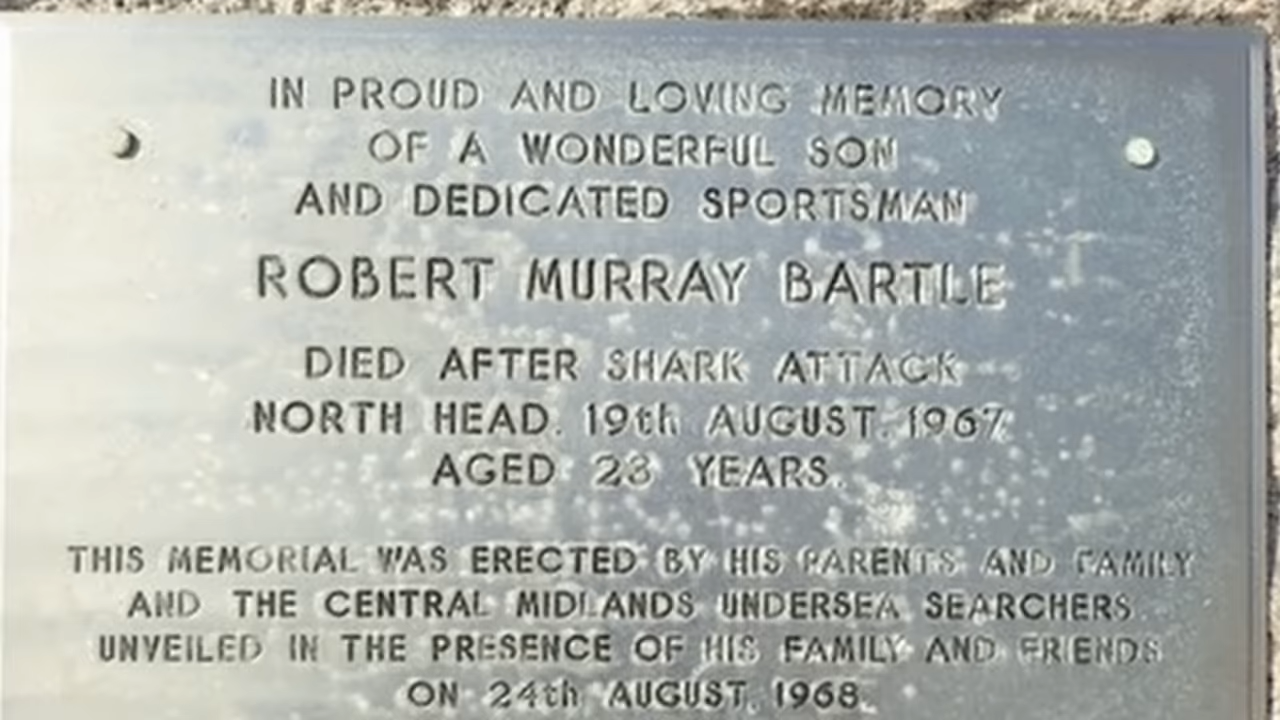 IN PROUD AND LOVING MEMORY
OF A WONDERFUL SON
AND DEDICATED SPORTSMAN
ROBERT MURRAY BARTLE
DIED AFTER SHARK ATTACK
NORTH HEAD. 19th AUGUST. 1967
AGED 23 YEARS.
THIS MEMORIAL WAS ERECTED BY HIS PARENTS AND FAMILY
AND THE CENTRAL MIDLANDS UNDERSEA SEARCHERS.
UNVEILED IN THE PRESENCE OF HIS FAMILY AND FRIENDS
ON 24th AUGUST. 1968.